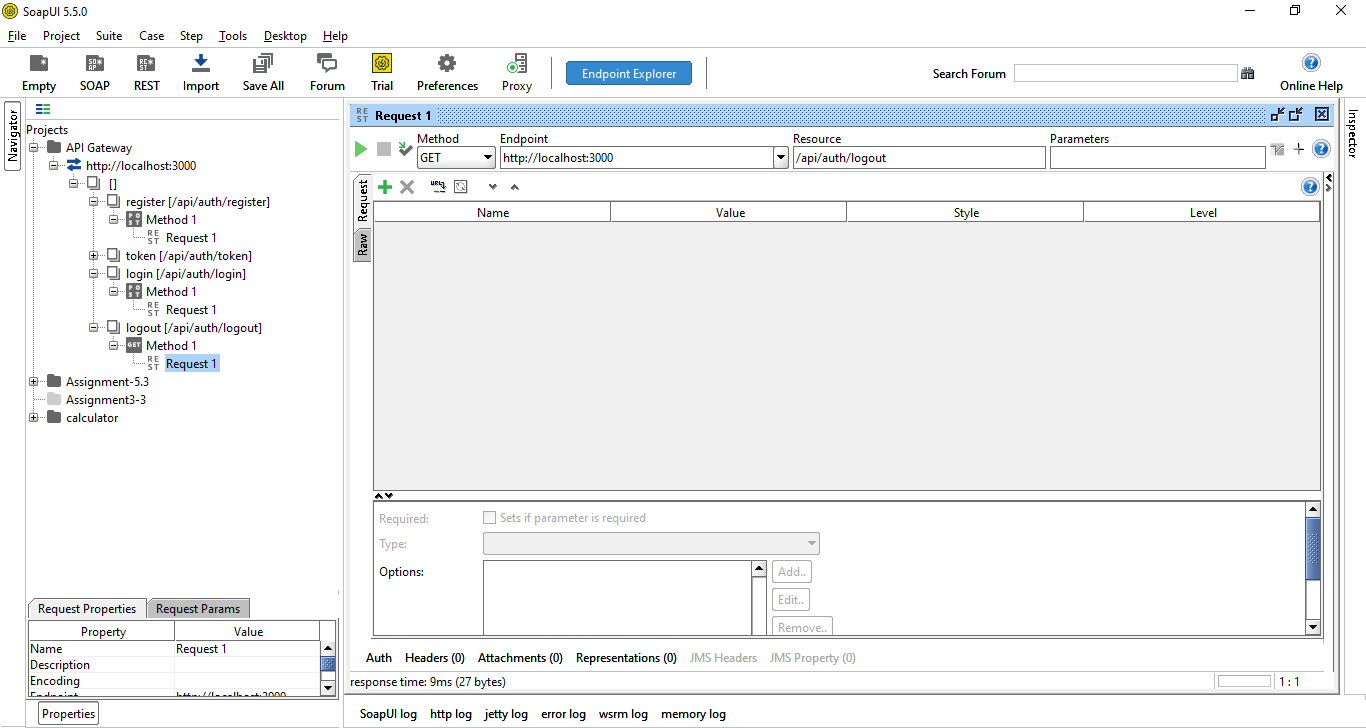 SoapUI 5.5.0
File Project Suite Case Step Tools Desktop Help
Empty SOAP REST Import Save All Forum Trial Preferences Proxy Endpoint Explorer Search Forum Online Help
Navigator
Projects
API Gateway
http://localhost:3000
[]
register [/api/auth/register]
Method 1
Request 1
token [/api/auth/token]
login [/api/auth/login]
Method 1
Request 1
logout [/api/auth/logout]
GET Method 1
Request 1
Assignment-5.3
Assignment3-3
calculator
Request Properties Request Params
Property Value
Name Request 1
Description
Encoding
Endpoint http://localhost:3000
Properties
Request 1
Method Endpoint Resource Parameters
GET http://localhost:3000 /api/auth/logout
Request
Raw
Name Value Style Level
Required: Sets if parameter is required
Type:
Options: Add..
Edit..
Remove..
Auth Headers (0) Attachments (0) Representations (0) JMS Headers JMS Property (0)
response time: 9ms (27 bytes) 1 : 1
SoapUI log http log jetty log error log wsrm log memory log
Inspector